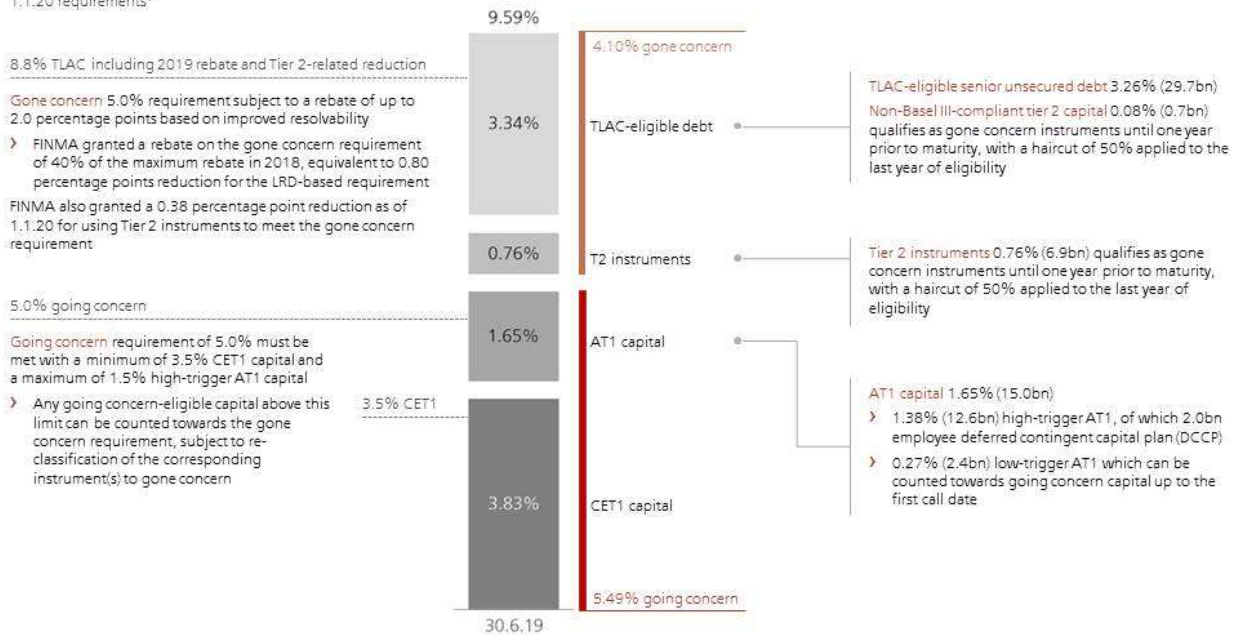 1.1.20 requirements
8.8% TLAC including 2019 rebate and Tier 2-related reduction
Gone concern 5.0% requirement subject to a rebate of up to
2.0 percentage points based on improved resolvability
› FINMA granted a rebate on the gone concern requirement
of 40% of the maximum rebate in 2018, equivalent to 0.80
percentage points reduction for the LRD-based requirement
FINMA also granted a 0.38 percentage point reduction as of
1.1.20 for using Tier 2 instruments to meet the gone concern
requirement
5.0% going concern
Going concern requirement of 5.0% must be
met with a minimum of 3.5% CET1 capital and
a maximum of 1.5% high-trigger AT1 capital
› Any going concern-eligible capital above this
limit can be counted towards the gone
concern requirement, subject to re-
classification of the corresponding
instrument(s) to gone concern
3.5% CET1
9.59%
3.34%
0.76%
1.65%
3.83%
30.6.19
4.10% gone concern
TLAC-eligible debt
T2 instruments
AT1 capital
CET1 capital
5.49% going concern
TLAC-eligible senior unsecured debt 3.26% (29.7bn)
Non-Basel III-compliant tier 2 capital 0.08% (0.7bn)
qualifies as gone concern instruments until one year
prior to maturity, with a haircut of 50% applied to the
last year of eligibility
Tier 2 instruments 0.76% (6.9bn) qualifies as gone
concern instruments until one year prior to maturity,
with a haircut of 50% applied to the last year of
eligibility
AT1 capital 1.65% (15.0bn)
› 1.38% (12.6bn) high-trigger AT1, of which 2.0bn
employee deferred contingent capital plan (DCCP)
› 0.27% (2.4bn) low-trigger AT1 which can be
counted towards going concern capital up to the
first call date